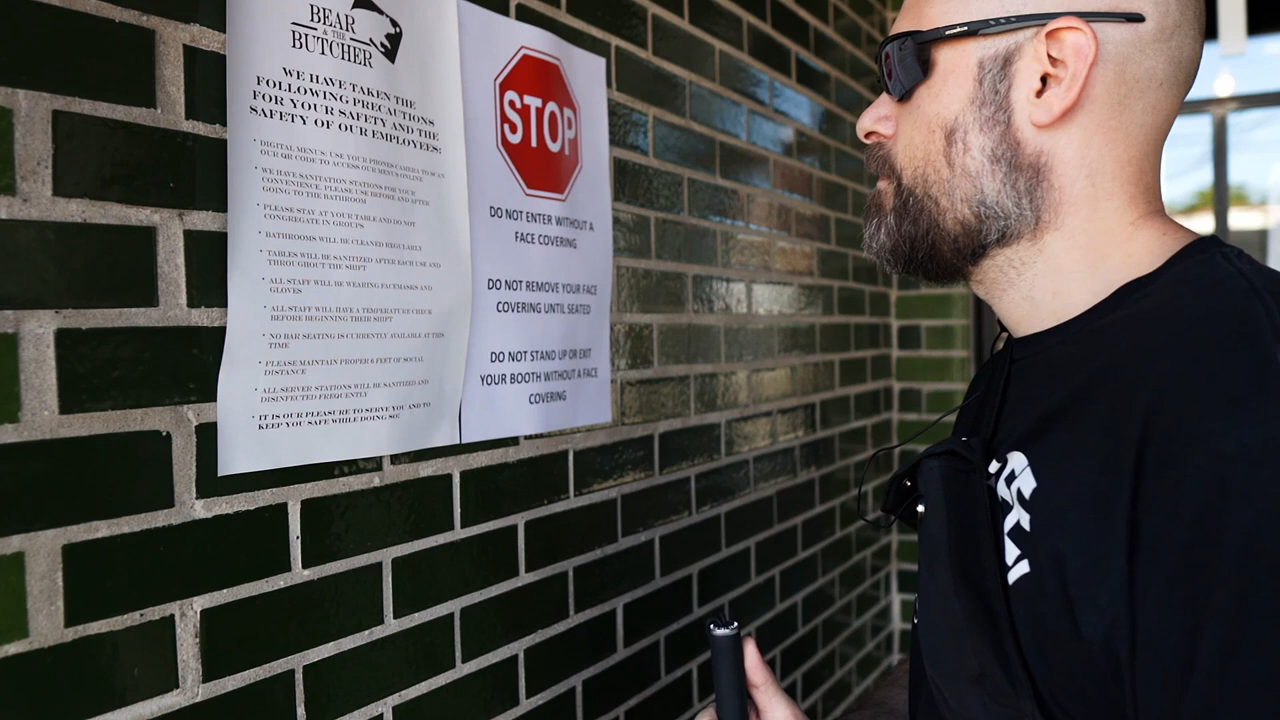 BEAR
& THE
BUTCHER
WE HAVE TAKEN THE
FOLLOWING PRECAUTIONS
FOR YOUR SAFETY AND THE
SAFETY OF OUR EMPLOYEES:
* DIGITAL MENUS: USE YOUR PHONES CAMERA TO SCAN
OUR QR CODE TO ACCESS OUR MENUS ONLINE
* WE HAVE SANITATION STATIONS FOR YOUR
CONVENIENCE. PLEASE USE BEFORE AND AFTER
GOING TO THE BATHROOM
* PLEASE STAY AT YOUR TABLE AND DO NOT
CONGREGATE IN GROUPS
* BATHROOMS WILL BE CLEANED REGULARLY
* TABLES WILL BE SANITIZED AFTER EACH USE AND
THROUGHOUT THE SHIFT
* ALL STAFF WILL BE WEARING FACEMASKS AND
GLOVES
* ALL STAFF WILL HAVE A TEMPERATURE CHECK
BEFORE BEGINNING THEIR SHIFT
* NO BAR SEATING IS CURRENTLY AVAILABLE AT THIS
TIME
* PLEASE MAINTAIN PROPER 6 FEET OF SOCIAL
DISTANCE
* ALL SERVER STATIONS WILL BE SANITIZED AND
DISINFECTED FREQUENTLY
* IT IS OUR PLEASURE TO SERVE YOU AND TO
KEEP YOU SAFE WHILE DOING SO!
STOP
DO NOT ENTER WITHOUT A
FACE COVERING
DO NOT REMOVE YOUR FACE
COVERING UNTIL SEATED
DO NOT STAND UP OR EXIT
YOUR BOOTH WITHOUT A FACE
COVERING